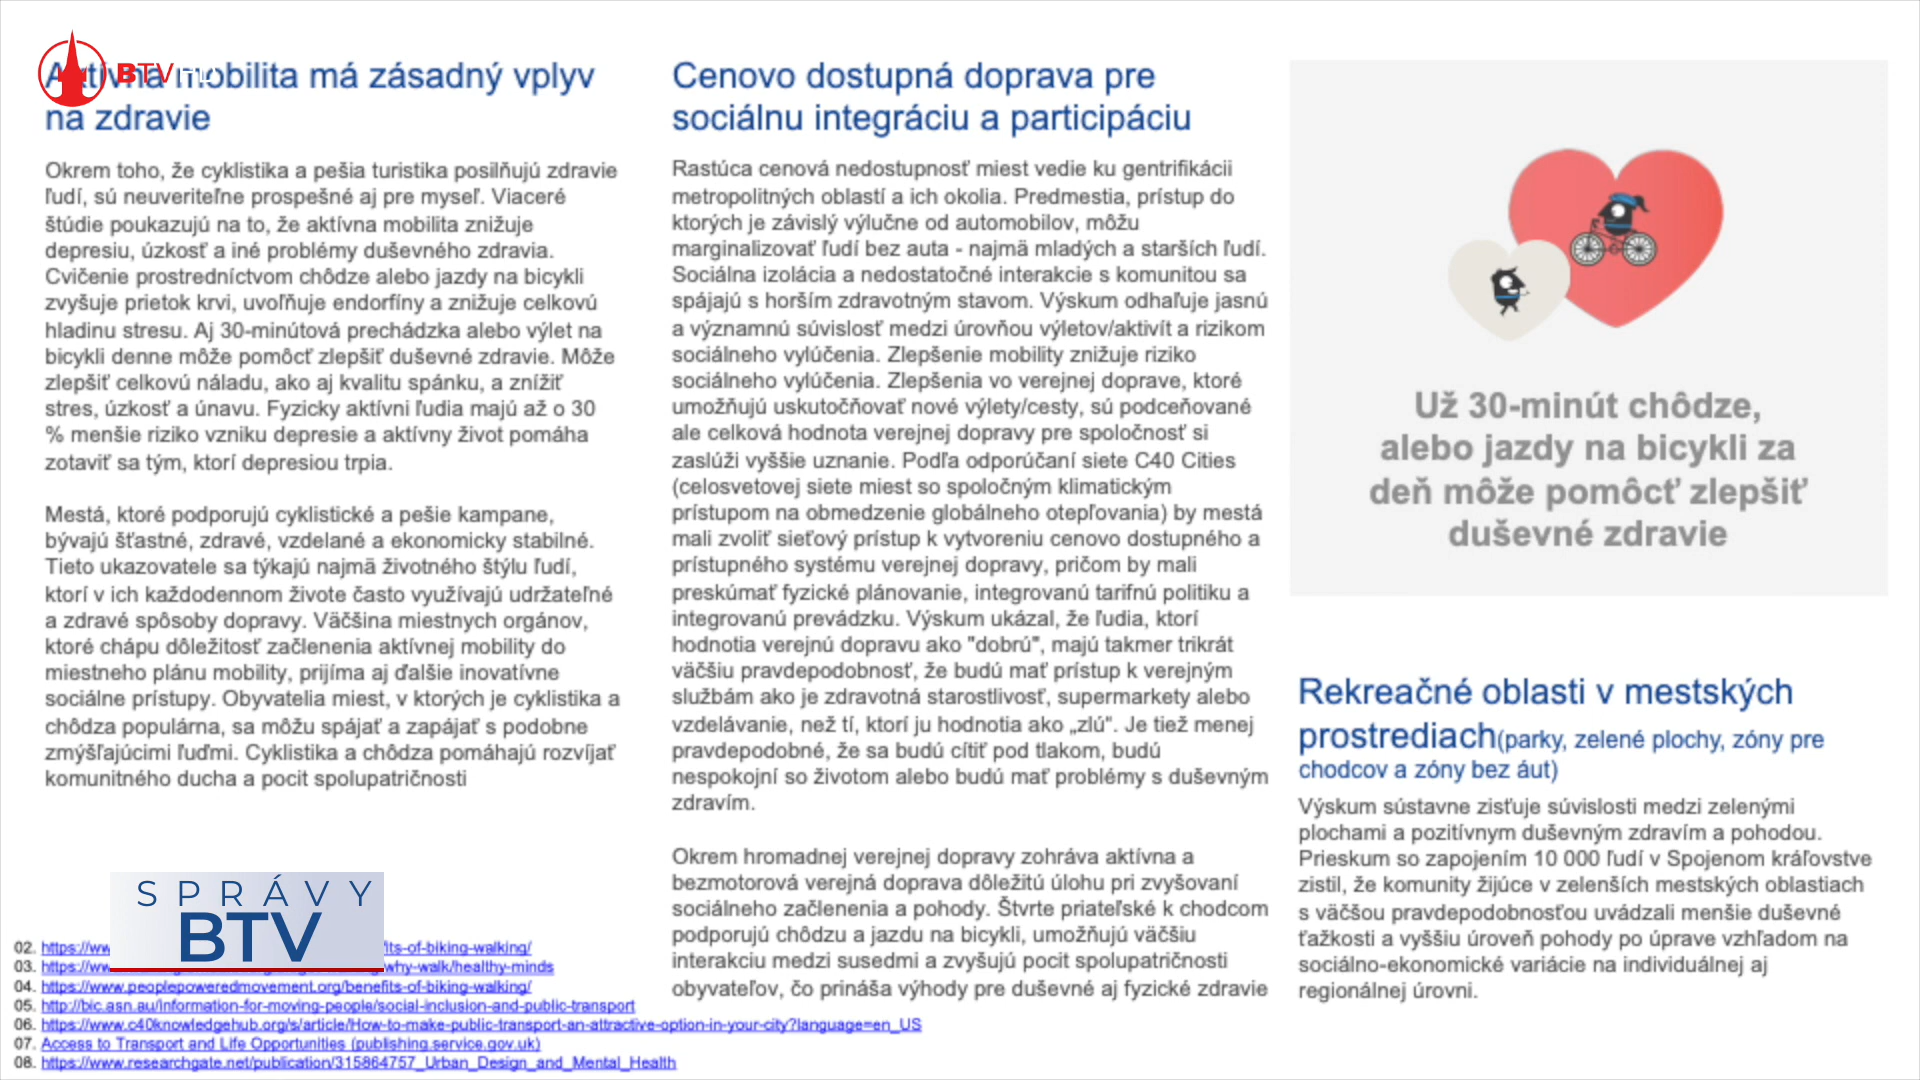 BTV HD
Aktívna mobilita má zásadný vplyv
na zdravie
Okrem toho, že cyklistika a pešia turistika posilňujú zdravie
ľudí, sú neuveriteľne prospešné aj pre myseľ. Viaceré
štúdie poukazujú na to, že aktívna mobilita znižuje
depresiu, úzkosť a iné problémy duševného zdravia.
Cvičenie prostredníctvom chôdze alebo jazdy na bicykli
zvyšuje prietok krvi, uvoľňuje endorfíny a znižuje celkovú
hladinu stresu. Aj 30-minútová prechádzka alebo výlet na
bicykli denne môže pomôcť zlepšiť duševné zdravie. Môže
zlepšiť celkovú náladu, ako aj kvalitu spánku, a znížiť
stres, úzkosť a únavu. Fyzicky aktívni ľudia majú až o 30
% menšie riziko vzniku depresie a aktívny život pomáha
zotaviť sa tým, ktorí depresiou trpia.
Mestá, ktoré podporujú cyklistické a pešie kampane,
bývajú šťastné, zdravé, vzdelané a ekonomicky stabilné.
Tieto ukazovatele sa týkajú najmä životného štýlu ľudí,
ktorí v ich každodennom živote často využívajú udržateľné
a zdravé spôsoby dopravy. Väčšina miestnych orgánov,
ktoré chápu dôležitosť začlenenia aktívnej mobility do
miestneho plánu mobility, prijíma aj ďalšie inovatívne
sociálne prístupy. Obyvatelia miest, v ktorých je cyklistika a
chôdza populárna, sa môžu spájať a zapájať s podobne
zmýšľajúcimi ľuďmi. Cyklistika a chôdza pomáhajú rozvíjať
komunitného ducha a pocit spolupatričnosti
Cenovo dostupná doprava pre
sociálnu integráciu a participáciu
Rastúca cenová nedostupnosť miest vedie ku gentrifikácii
metropolitných oblastí a ich okolia. Predmestia, prístup do
ktorých je závislý výlučne od automobilov, môžu
marginalizovať ľudí bez auta - najmä mladých a starších ľudí.
Sociálna izolácia a nedostatočné interakcie s komunitou sa
spájajú s horším zdravotným stavom. Výskum odhaľuje jasnú
a významnú súvislosť medzi úrovňou výletov/aktivít a rizikom
sociálneho vylúčenia. Zlepšenie mobility znižuje riziko
sociálneho vylúčenia. Zlepšenia vo verejnej doprave, ktoré
umožňujú uskutočňovať nové výlety/cesty, sú podceňované
ale celková hodnota verejnej dopravy pre spoločnosť si
zaslúži vyššie uznanie. Podľa odporúčaní siete C40 Cities
(celosvetovej siete miest so spoločným klimatickým
prístupom na obmedzenie globálneho otepľovania) by mestá
mali zvoliť sieťový prístup k vytvoreniu cenovo dostupného a
prístupného systému verejnej dopravy, pričom by mali
preskúmať fyzické plánovanie, integrovanú tarifnú politiku a
integrovanú prevádzku. Výskum ukázal, že ľudia, ktorí
hodnotia verejnú dopravu ako "dobrú", majú takmer trikrát
väčšiu pravdepodobnosť, že budú mať prístup k verejným
službám ako je zdravotná starostlivosť, supermarkety alebo
vzdelávanie, než tí, ktorí ju hodnotia ako „zlú". Je tiež menej
pravdepodobné, že sa budú cítiť pod tlakom, budú
nespokojní so životom alebo budú mať problémy s duševným
zdravím.
Okrem hromadnej verejnej dopravy zohráva aktívna a
bezmotorová verejná doprava dôležitú úlohu pri zvyšovaní
sociálneho začlenenia a pohody. Štvrte priateľské k chodcom
podporujú chôdzu a jazdu na bicykli, umožňujú väčšiu
interakciu medzi susedmi a zvyšujú pocit spolupatričnosti
obyvateľov, čo prináša výhody pre duševné aj fyzické zdravie
Už 30-minút chôdze,
alebo jazdy na bicykli za
deň môže pomôcť zlepšiť
duševné zdravie
Rekreačné oblasti v mestských
prostrediach(parky, zelené plochy, zóny pre
chodcov a zóny bez áut)
Výskum sústavne zisťuje súvislosti medzi zelenými
plochami a pozitívnym duševným zdravím a pohodou.
Prieskum so zapojením 10 000 ľudí v Spojenom kráľovstve
zistil, že komunity žijúce v zelenších mestských oblastiach
s väčšou pravdepodobnosťou uvádzali menšie duševné
ťažkosti a vyššiu úroveň pohody po úprave vzhľadom na
sociálno-ekonomické variácie na individuálnej aj
regionálnej úrovni.
SPRÁVY
BTV
02. https://ww its-of-biking-walking/
03. https://ww why-walk/healthy-minds
04. https://www.peoplepoweredmovement.org/benefits-of-biking-walking/
05. http://bic.asn.au/information-for-moving-people/social-inclusion-and-public-transport
06. https://www.c40knowledgehub.org/s/article/How-to-make-public-transport-an-attractive-option-in-your-city?language=en_US
07. Access to Transport and Life Opportunities (publishing.service.gov.uk)
08. https://www.researchgate.net/publication/315864757_Urban_Design_and_Mental_Health